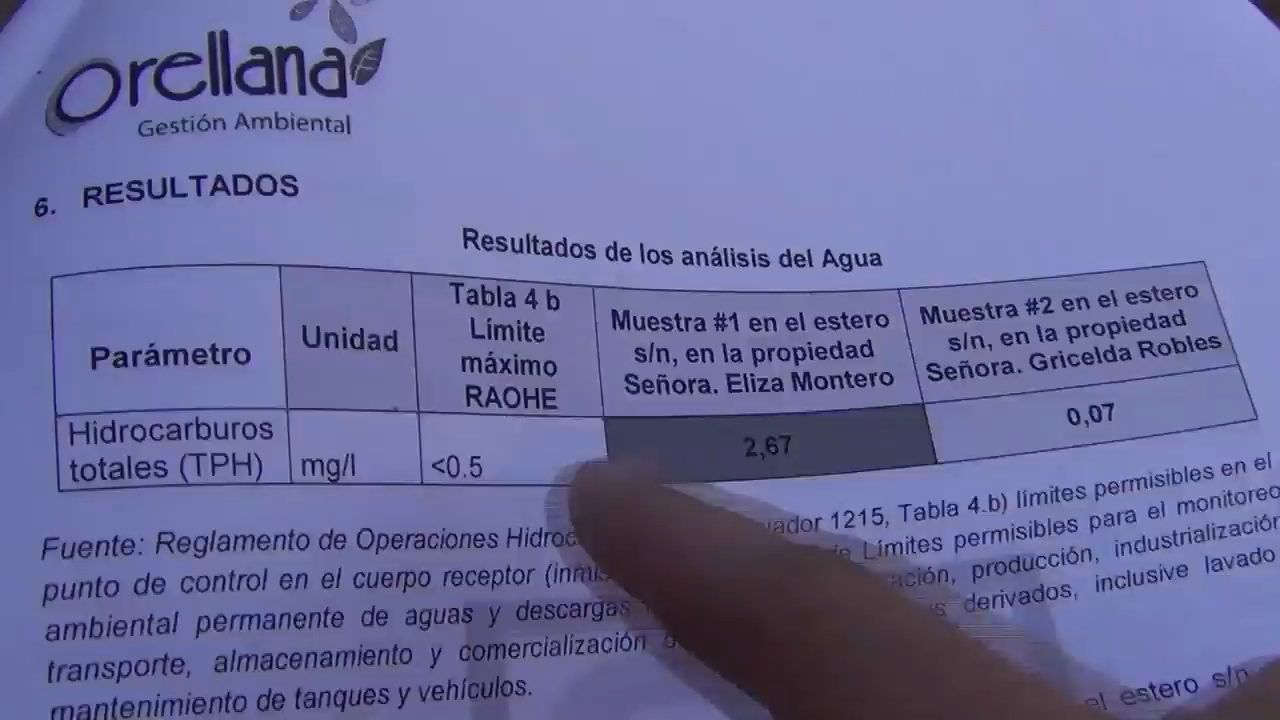 Orellana
Gestión Ambiental
6. RESULTADOS
Resultados de los análisis del Agua
Parámetro
Unidad
Tabla 4 b
Límite
máximo
RAOHE
Muestra #1 en el estero
s/n, en la propiedad
Señora. Eliza Montero
Muestra #2 en el estero
s/n, en la propiedad
Señora. Gricelda Robles
Hidrocarburos
totales (TPH)
mg/l
<0.5
2,67
0,07
Fuente: Reglamento de Operaciones 1215, Tabla 4.b) límites permisibles en el
punto de control en el cuerpo receptor Límites permisibles para el monitoreo
ambiental permanente de aguas y descargas producción, industrialización
transporte, almacenamiento y comercialización derivados, inclusive lavado
mantenimiento de tanques y vehículos.
el estero s/n